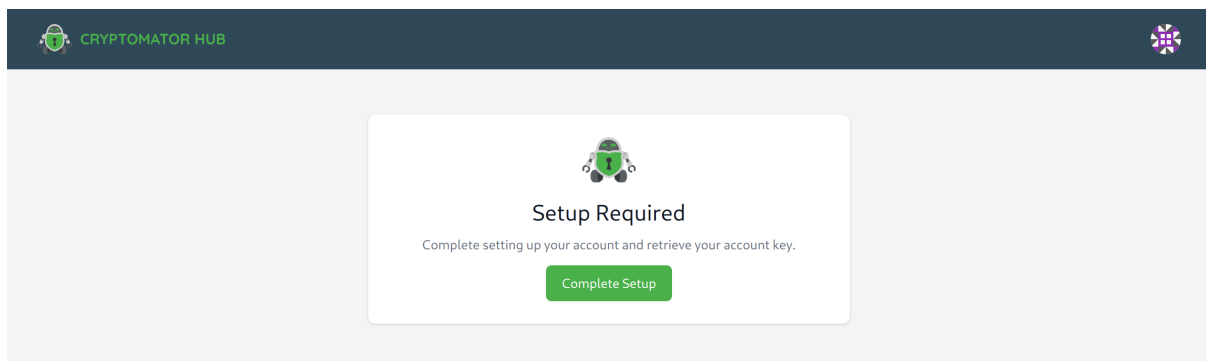 CRYPTOMATOR HUB
Setup Required
Complete setting up your account and retrieve your account key.
Complete Setup